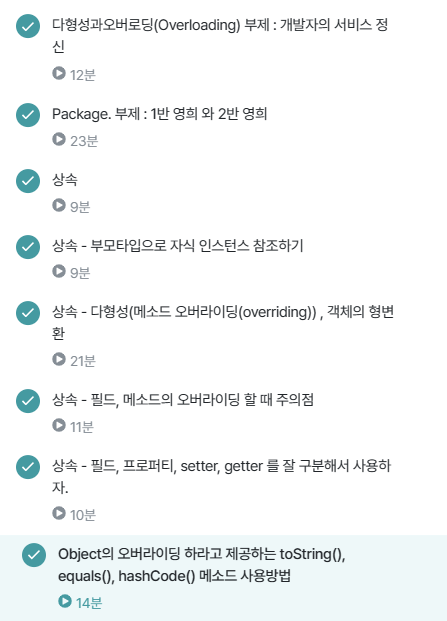 다형성과오버로딩(Overloading) 부제 : 개발자의 서비스 정
신
12분
Package. 부제 : 1반 영희 와 2반 영희
23분
상속
9분
상속 - 부모타입으로 자식 인스턴스 참조하기
9분
상속 - 다형성(메소드 오버라이딩(overriding)) , 객체의 형변
환
21분
상속 - 필드, 메소드의 오버라이딩 할 때 주의점
11분
상속 - 필드, 프로퍼티, setter, getter 를 잘 구분해서 사용하
자.
10분
Object의 오버라이딩 하라고 제공하는 toString(),
equals(), hashCode() 메소드 사용방법
14분